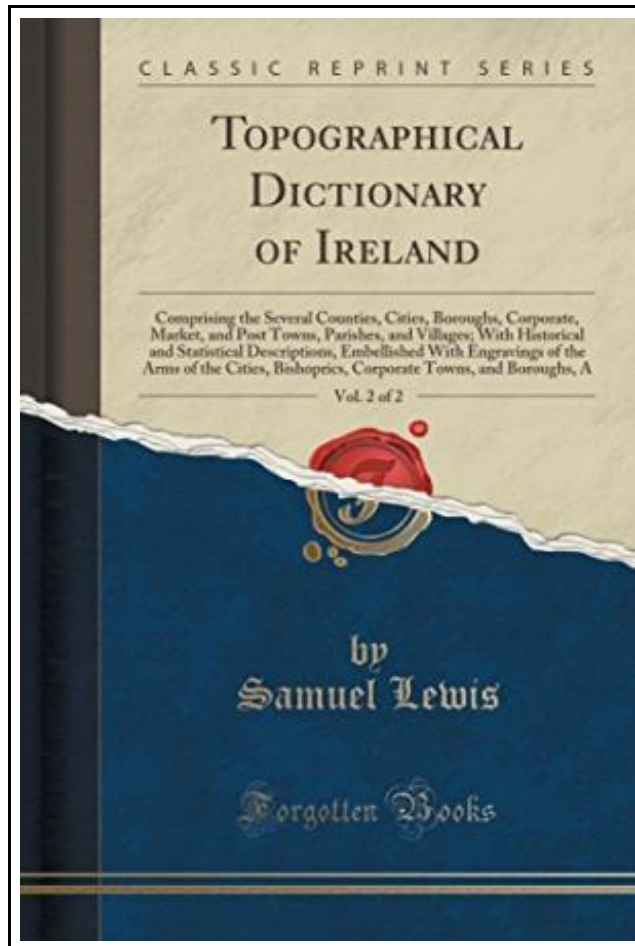 CLASSIC REPRINT SERIES
TOPOGRAPHICAL
DICTIONARY
OF IRELAND
Comprising the Several Counties, Cities, Boroughs, Corporate,
Market, and Post Towns, Parishes, and Villages; With Historical
and Statistical Descriptions, Embellished With Engravings of the
Arms of the Cities, Bishoprics, Corporate Towns, and Boroughs, A
Vol. 2 of 2
by
Samuel Lewis
Forgotten Books